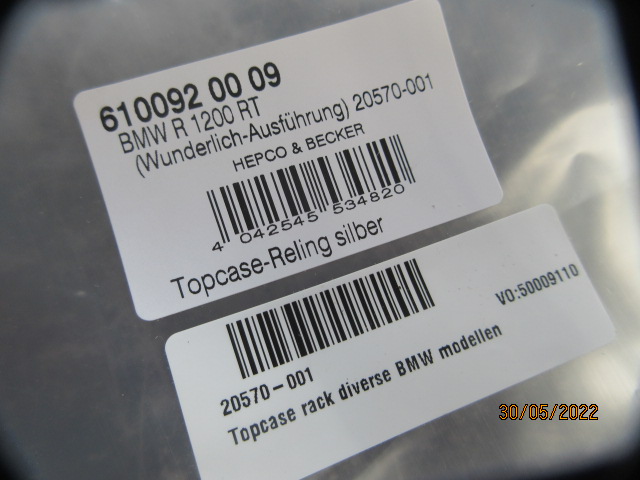 610092 00 09
BMW R 1200 RT
(Wunderlich-Ausführung) 20570-001
HEPCO & BECKER
4 042545 534820
Topcase-Reling silber
VO:50009110
20570-001
Topcase rack diverse BMW modellen
30/05/2022